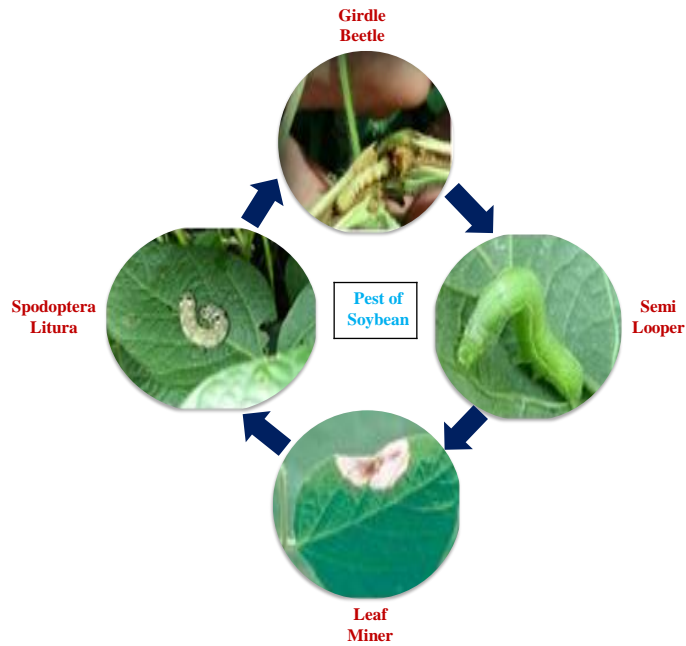 Girdle
Beetle
Spodoptera
Litura
Pest of
Soybean
Semi
Looper
Leaf
Miner